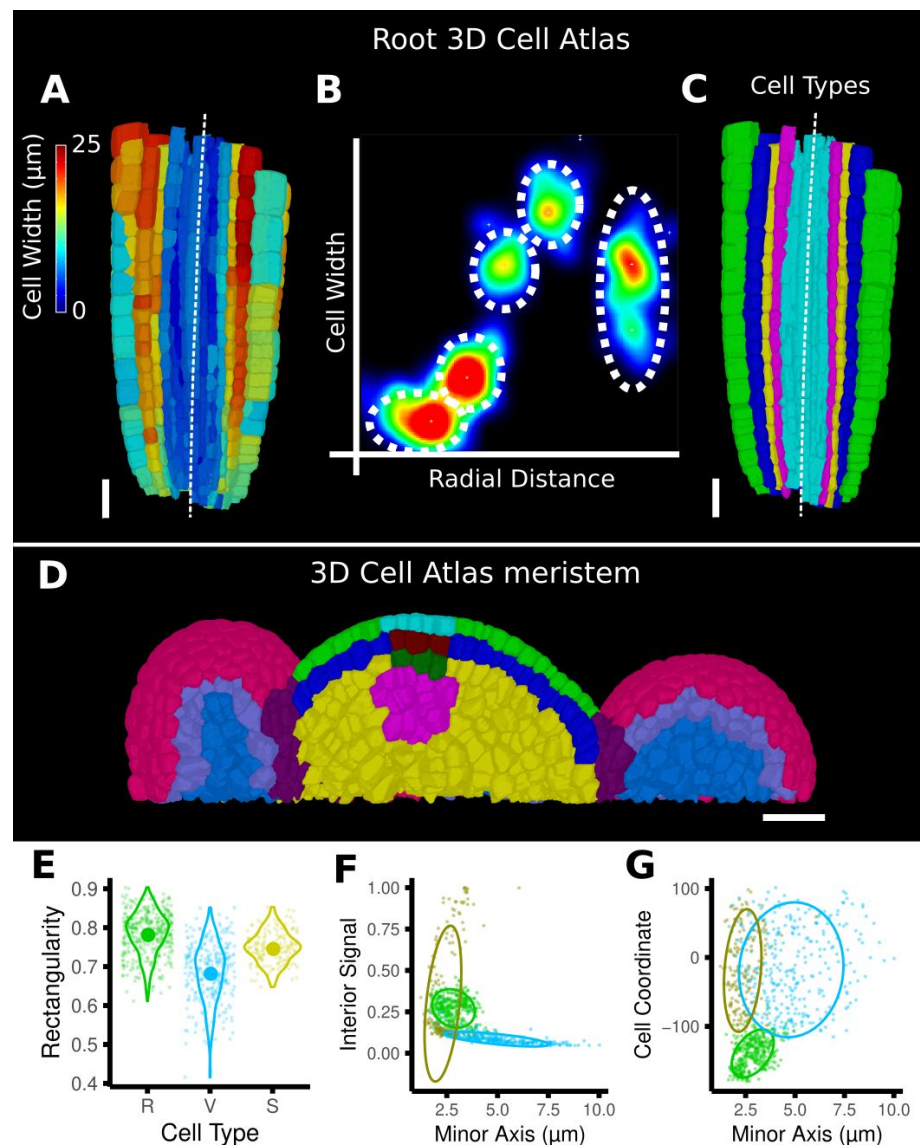 Root 3D Cell Atlas
A
B
C
Cell Types
25
0
Cell Width (µm)
Cell Width
Radial Distance
D
3D Cell Atlas meristem
E
0.9
0.8
0.7
0.6
0.5
0.4
Rectangularity
R V S
Cell Type
F
1.00
0.75
0.50
0.25
0.00
Interior Signal
2.5 5.0 7.5 10.0
Minor Axis (µm)
G
100
0
−100
Cell Coordinate
2.5 5.0 7.5 10.0
Minor Axis (µm)